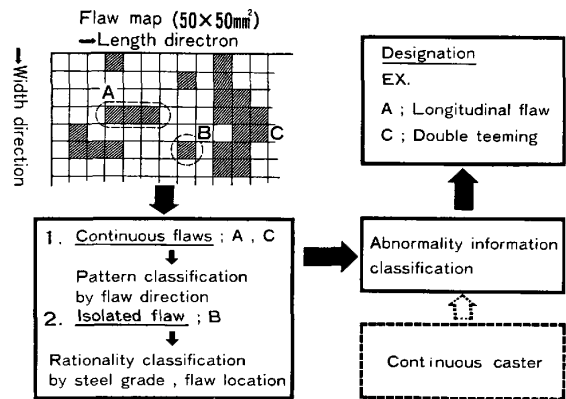 Flaw map (50×50mm²)
→Length directron
→Width direction
A
B
C
1. Continuous flaws ; A , C
Pattern classification
by flaw direction
2. Isolated flaw ; B
Rationality classification
by steel grade , flaw location
Designation
EX.
A ; Longitudinal flaw
C ; Double teeming
Abnormality information
classification
Continuous caster